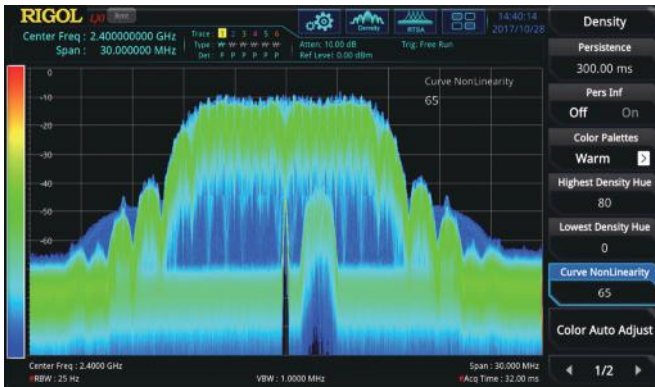 RIGOL LXI Rmt
14:40:14
2017/10/28
Center Freq : 2.400000000 GHz
Span : 30.000000 MHz
Trace : 1 2 3 4 5 6
Type : W W W W W W
Det : P P P P P P
Density
RTSA
Atten: 10.00 dB
Trig: Free Run
Ref Level: 0.00 dBm
Curve NonLinearity
65
0
-10
-20
-30
-40
-50
-60
Density
Persistence
300.00 ms
Pers Inf
Off On
Color Palettes
Warm
Highest Density Hue
80
Lowest Density Hue
0
Curve NonLinearity
65
Color Auto Adjust
1/2
Center Freq : 2.4000 GHz
Span : 30.000 MHz
#RBW : 25 Hz
VBW : 1.0000 MHz
#Acq Time : 32.00 ms